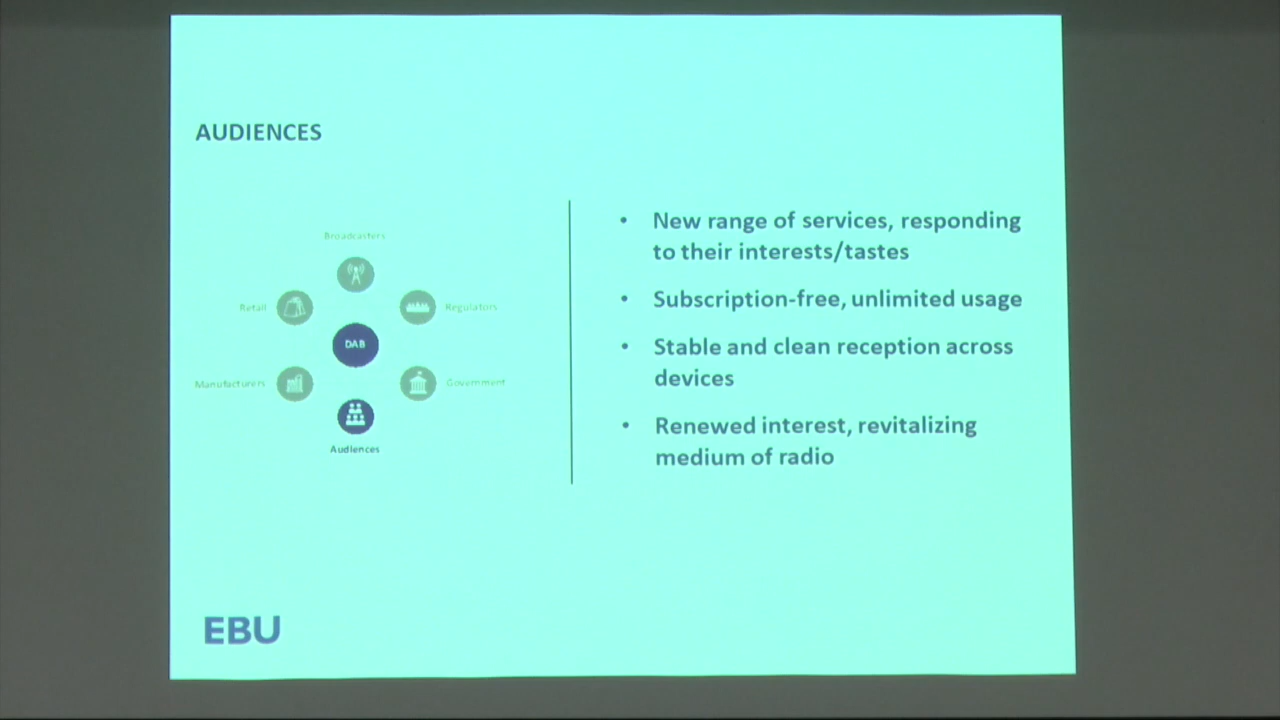 AUDIENCES
Broadcasters
Retail
Regulators
DAB
Manufacturers
Government
Audiences
• New range of services, responding
to their interests/tastes
• Subscription-free, unlimited usage
• Stable and clean reception across
devices
• Renewed interest, revitalizing
medium of radio
EBU